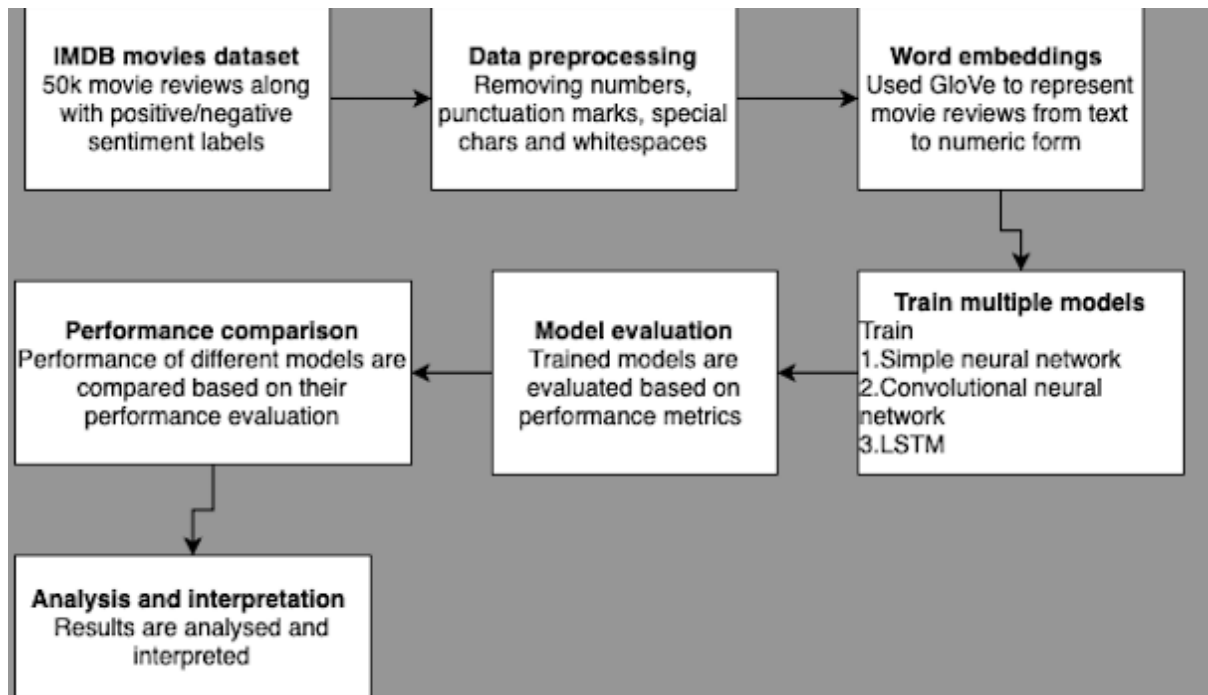 IMDB movies dataset
50k movie reviews along
with positive/negative
sentiment labels
Data preprocessing
Removing numbers,
punctuation marks, special
chars and whitespaces
Word embeddings
Used GloVe to represent
movie reviews from text
to numeric form
Train multiple models
Train
1.Simple neural network
2.Convolutional neural
network
3.LSTM
Model evaluation
Trained models are
evaluated based on
performance metrics
Performance comparison
Performance of different models are
compared based on their
performance evaluation
Analysis and interpretation
Results are analysed and
interpreted